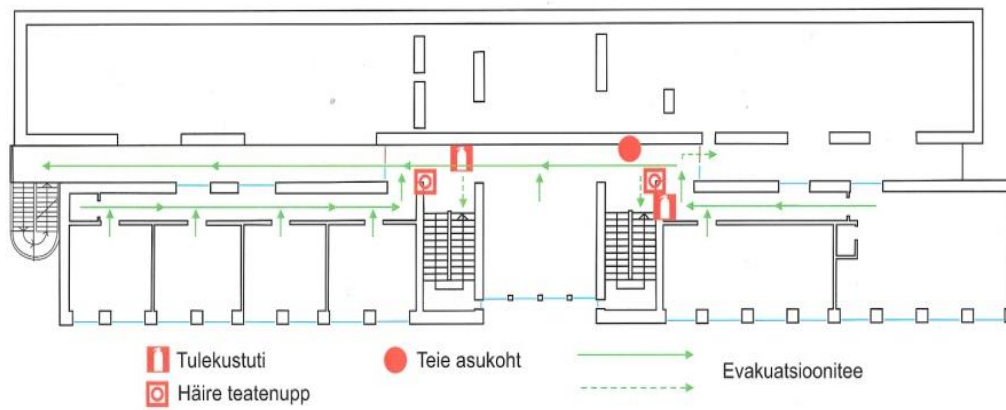 Tulekustuti
Teie asukoht
Evakuatsioonitee
Häire teatenupp